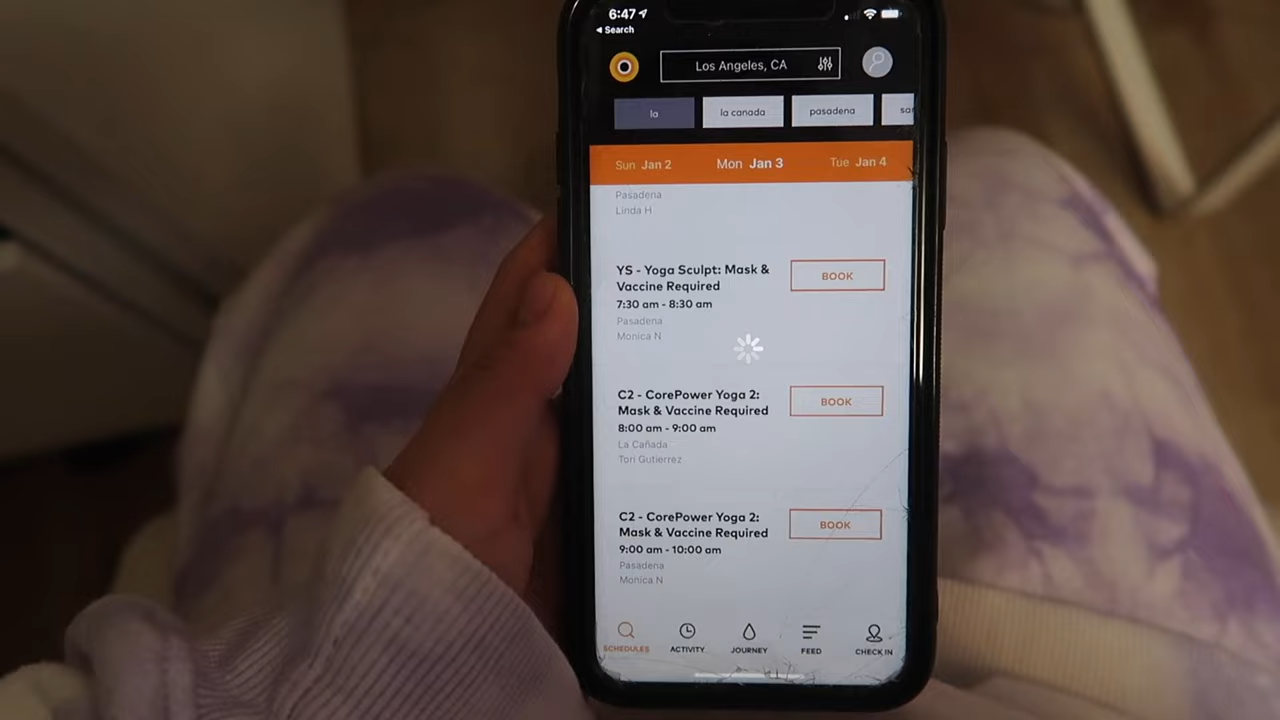 6:47
Search
Los Angeles, CA
la
la canada
pasadena
Sun Jan 2
Mon Jan 3
Tue Jan 4
Pasadena
Linda H
YS - Yoga Sculpt: Mask &
Vaccine Required
BOOK
7:30 am - 8:30 am
Pasadena
Monica N
C2 - CorePower Yoga 2:
Mask & Vaccine Required
BOOK
8:00 am - 9:00 am
La Cañada
Tori Gutierrez
C2 - CorePower Yoga 2:
Mask & Vaccine Required
BOOK
9:00 am - 10:00 am
Pasadena
Monica N
SCHEDULES
ACTIVITY
JOURNEY
FEED
CHECK IN